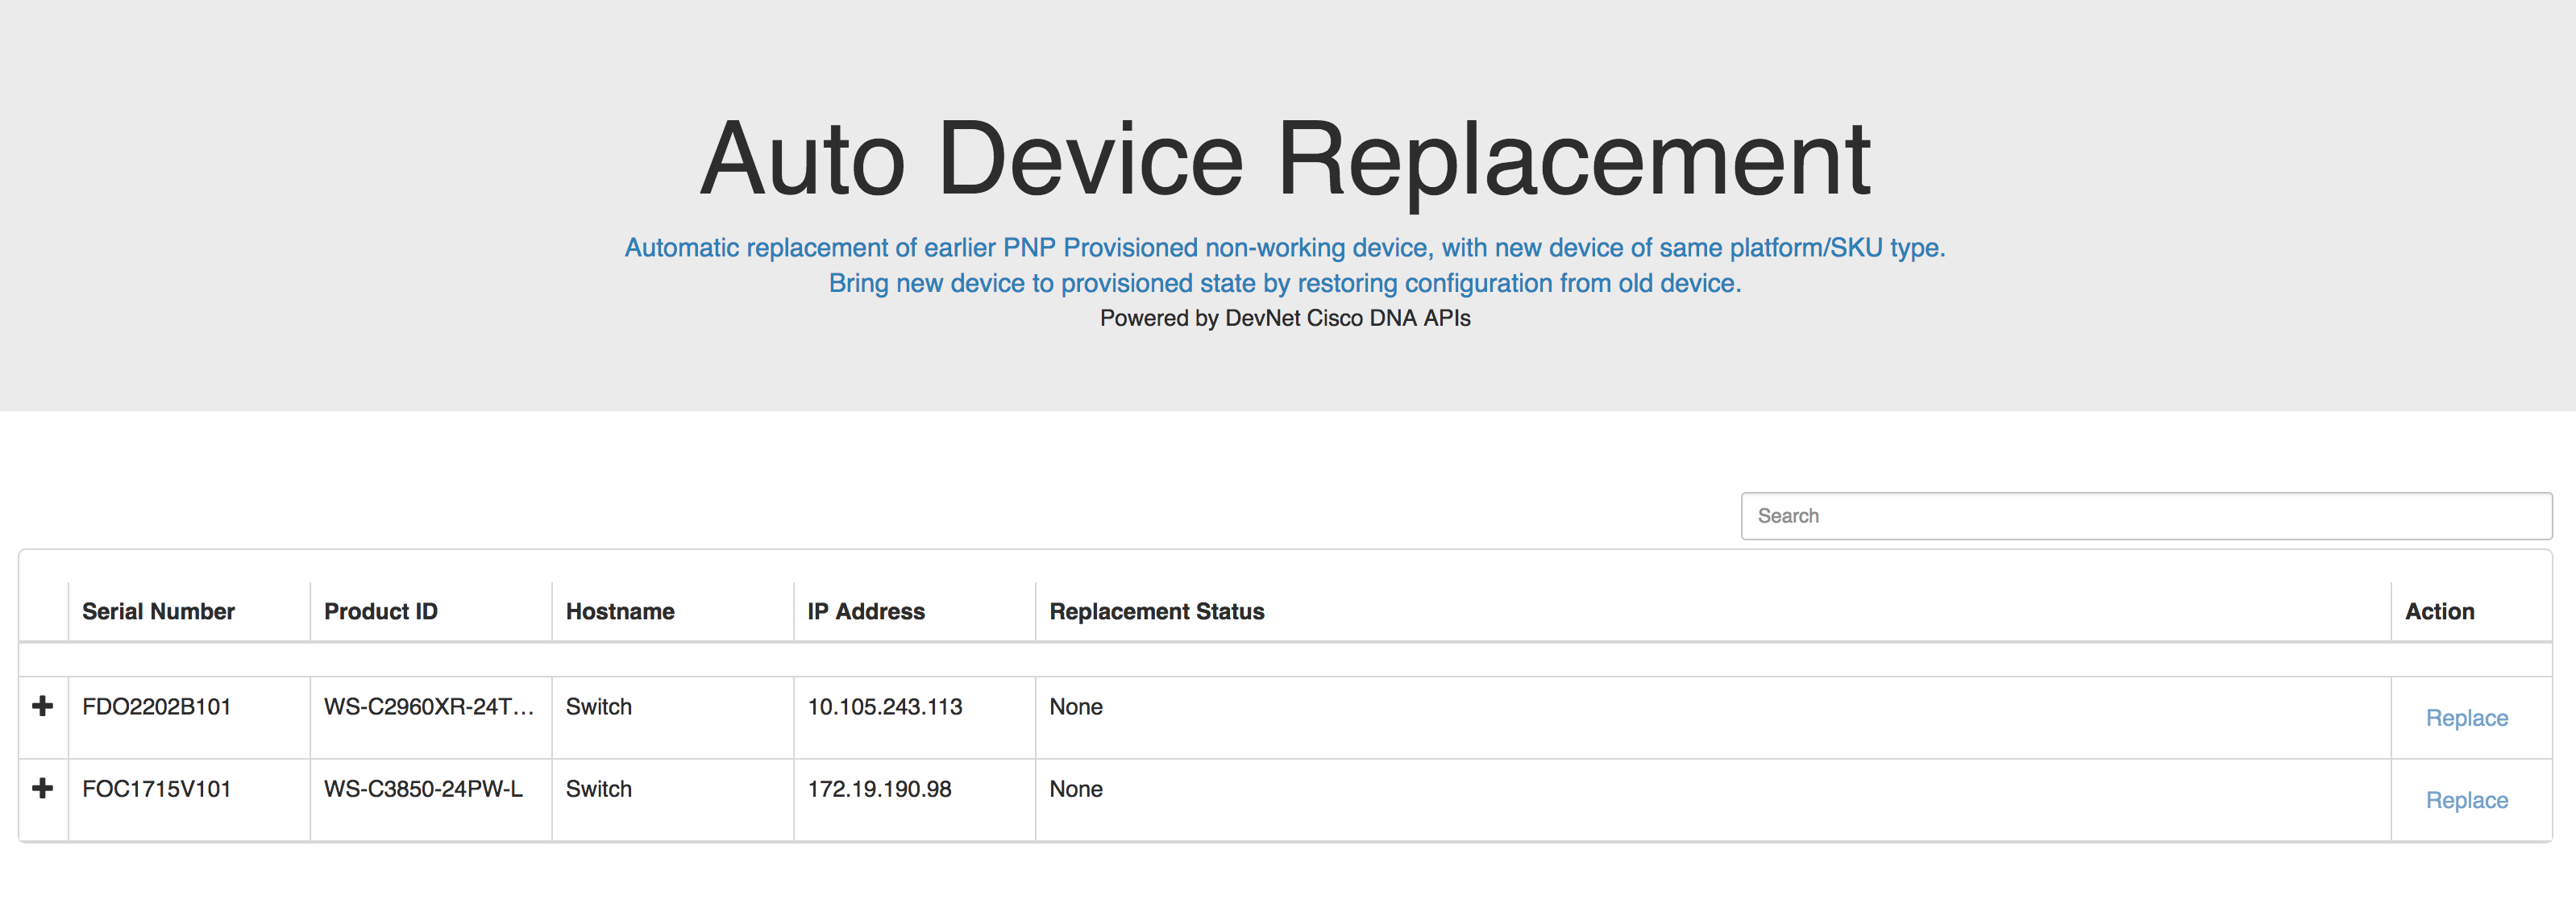 Auto Device Replacement
Automatic replacement of earlier PNP Provisioned non-working device, with new device of same platform/SKU type.
Bring new device to provisioned state by restoring configuration from old device.
Powered by DevNet Cisco DNA APIs
Search
Serial Number Product ID Hostname IP Address Replacement Status Action
FDO2202B101 WS-C2960XR-24T... Switch 10.105.243.113 None Replace
FOC1715V101 WS-C3850-24PW-L Switch 172.19.190.98 None Replace